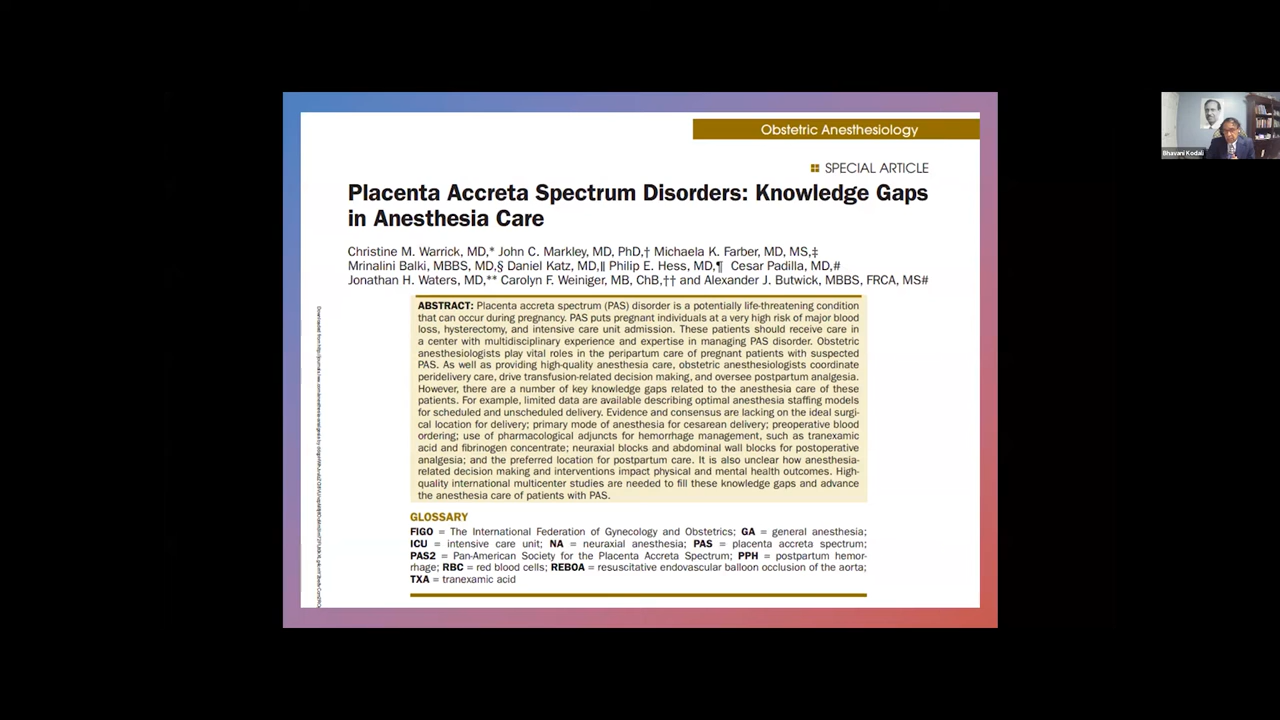 Obstetric Anesthesiology
SPECIAL ARTICLE
Placenta Accreta Spectrum Disorders: Knowledge Gaps
in Anesthesia Care
Christine M. Warrick, MD,* John C. Markley, MD, PhD,† Michaela K. Farber, MD, MS,‡
Mrinalini Balki, MBBS, MD,§ Daniel Katz, MD,‖ Philip E. Hess, MD,¶ Cesar Padilla, MD,#
Jonathan H. Waters, MD,** Carolyn F. Weiniger, MB, ChB,†† and Alexander J. Butwick, MBBS, FRCA, MS#
ABSTRACT: Placenta accreta spectrum (PAS) disorder is a potentially life-threatening condition
that can occur during pregnancy. PAS puts pregnant individuals at a very high risk of major blood
loss, hysterectomy, and intensive care unit admission. These patients should receive care in
a center with multidisciplinary experience and expertise in managing PAS disorder. Obstetric
anesthesiologists play vital roles in the peripartum care of pregnant patients with suspected
PAS. As well as providing high-quality anesthesia care, obstetric anesthesiologists coordinate
peridelivery care, drive transfusion-related decision making, and oversee postpartum analgesia.
However, there are a number of key knowledge gaps related to the anesthesia care of these
patients. For example, limited data are available describing optimal anesthesia staffing models
for scheduled and unscheduled delivery. Evidence and consensus are lacking on the ideal surgi-
cal location for delivery; primary mode of anesthesia for cesarean delivery; preoperative blood
ordering; use of pharmacological adjuncts for hemorrhage management, such as tranexamic
acid and fibrinogen concentrate; neuraxial blocks and abdominal wall blocks for postoperative
analgesia; and the preferred location for postpartum care. It is also unclear how anesthesia-
related decision making and interventions impact physical and mental health outcomes. High-
quality international multicenter studies are needed to fill these knowledge gaps and advance
the anesthesia care of patients with PAS.
GLOSSARY
FIGO = The International Federation of Gynecology and Obstetrics; GA = general anesthesia;
ICU = intensive care unit; NA = neuraxial anesthesia; PAS = placenta accreta spectrum;
PAS2 = Pan-American Society for the Placenta Accreta Spectrum; PPH = postpartum hemor-
rhage; RBC = red blood cells; REBOA = resuscitative endovascular balloon occlusion of the aorta;
TXA = tranexamic acid
Bhavani Kodali